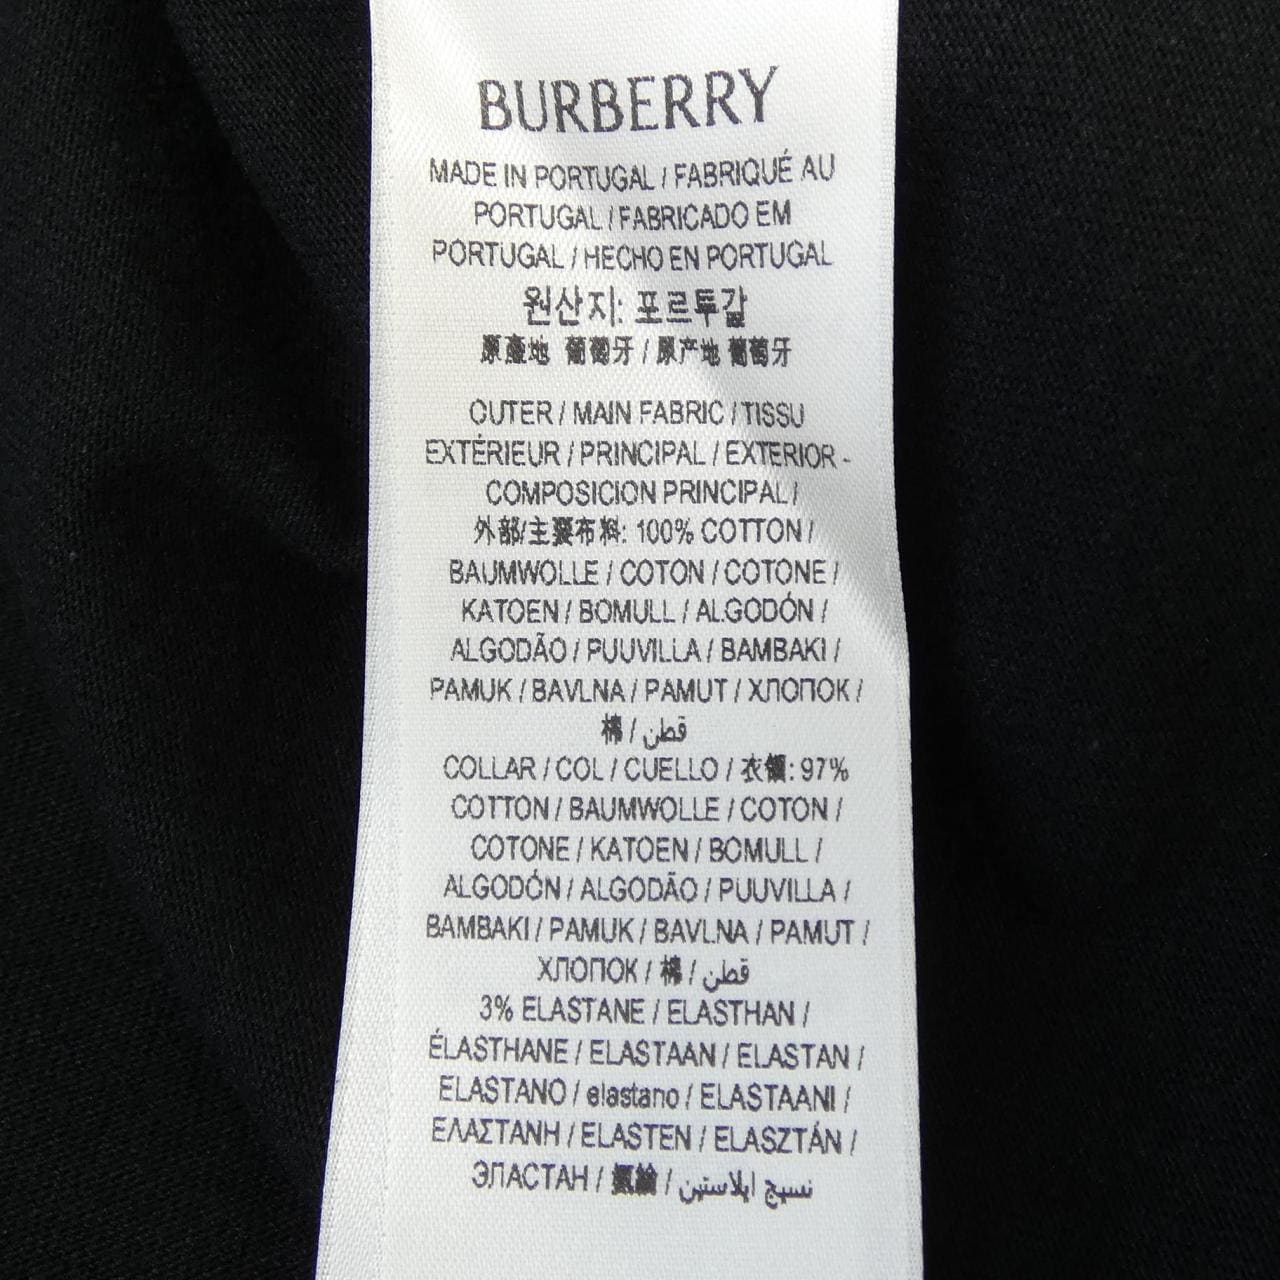 BURBERRY
MADE IN PORTUGAL / FABRIQUÉ AU
PORTUGAL / FABRICADO EM
PORTUGAL / HECHO EN PORTUGAL
원산지: 포르투갈
原產地 葡萄牙 / 原产地 葡萄牙
OUTER / MAIN FABRIC / TISSU
EXTÉRIEUR / PRINCIPAL / EXTERIOR -
COMPOSICION PRINCIPAL /
外部/主要布料: 100% COTTON /
BAUMWOLLE / COTON / COTONE /
KATOEN / BOMULL / ALGODÓN /
ALGODÃO / PUUVILLA / BAMBAKI /
PAMUK / BAVLNA / PAMUT / ХЛОПОК /
棉 / قطن
COLLAR / COL / CUELLO / 衣領: 97%
COTTON / BAUMWOLLE / COTON /
COTONE / KATOEN / BOMULL /
ALGODÓN / ALGODÃO / PUUVILLA /
BAMBAKI / PAMUK / BAVLNA / PAMUT /
ХЛОПОК / 棉 / قطن
3% ELASTANE / ELASTHAN /
ÉLASTHANE / ELASTAAN / ELASTAN /
ELASTANO / elastano / ELASTAANI /
ΕΛΑΣΤΑΝΗ / ELASTEN / ELASZTÁN /
ЭЛАСТАН / 氨綸 / نسيج ايلاستين